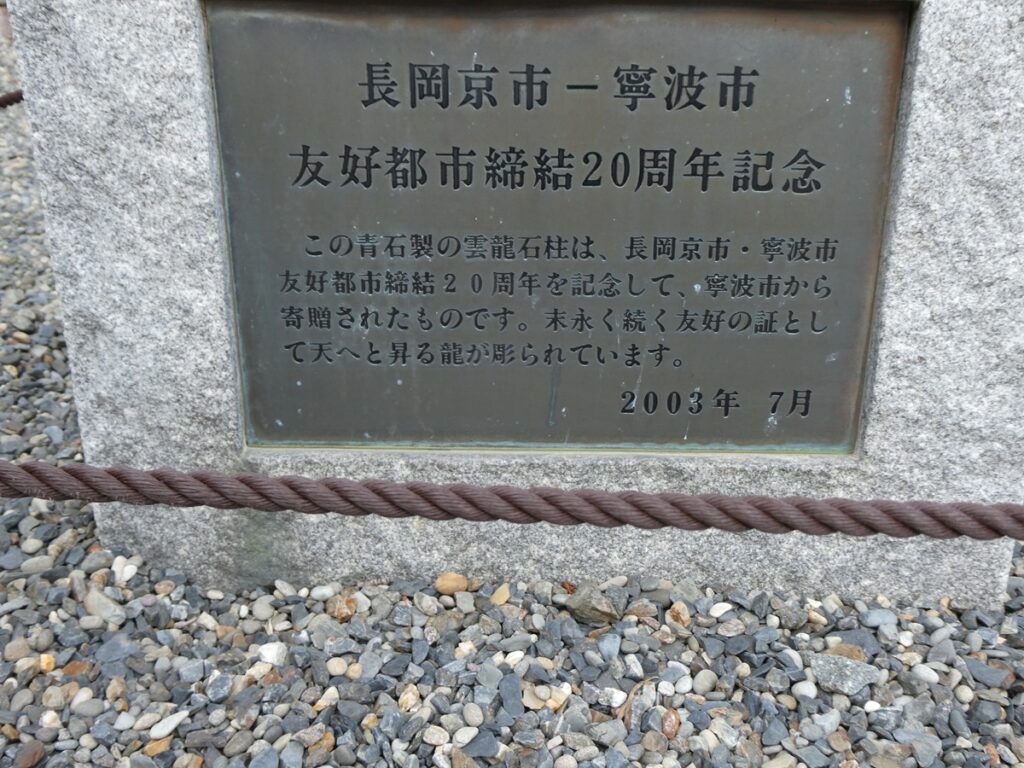 長岡京市－寧波市
友好都市締結20周年記念
この青石製の雲龍石柱は、長岡京市・寧波市
友好都市締結２０周年を記念して、寧波市から
寄贈されたものです。末永く続く友好の証とし
て天へと昇る龍が彫られています。
2003年 7月